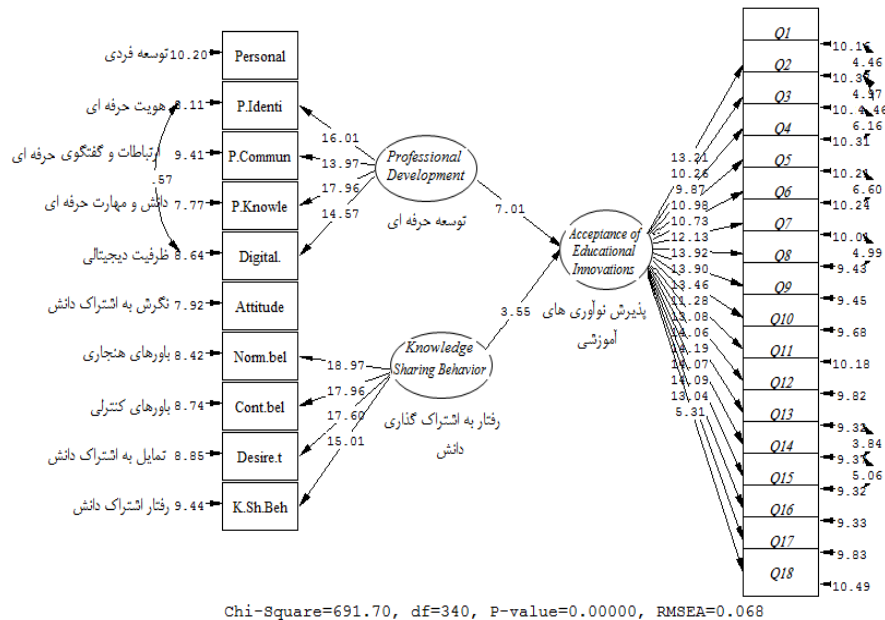 توسعه فردی 10.20 Personal
هویت حرفه ای 8.11 P.Identi
ارتباطات و گفتگوی حرفه ای 9.41 P.Commun
.57
دانش و مهارت حرفه ای 7.77 P.Knowle
ظرفیت دیجیتالی 8.64 Digital.
نگرش به اشتراک دانش 7.92 Attitude
باورهای هنجاری 8.42 Norm.bel
باورهای کنترلی 8.74 Cont.bel
تمایل به اشتراک دانش 8.85 Desire.t
رفتار اشتراک دانش 9.44 K.Sh.Beh
16.01
13.97
17.96
14.57
Professional
Development
توسعه حرفه ای
18.97
17.96
17.60
15.01
Knowledge
Sharing Behavior
رفتار به اشتراک گذاری
دانش
7.01
3.55
Acceptance of
Educational
Innovations
پذیرش نوآوری های
آموزشی
13.21
10.26
9.87
10.98
10.73
12.13
13.92
13.90
13.46
11.28
13.08
14.06
14.19
14.07
14.09
13.04
5.31
Q1
Q2
Q3
Q4
Q5
Q6
Q7
Q8
Q9
Q10
Q11
Q12
Q13
Q14
Q15
Q16
Q17
Q18
4.46
6.16
10.31
10.21
6.60
10.24
4.99
9.43
9.45
9.68
10.18
9.82
9.32
3.84
9.37
5.06
9.32
9.33
9.83
10.49
Chi-Square=691.70, df=340, P-value=0.00000, RMSEA=0.068